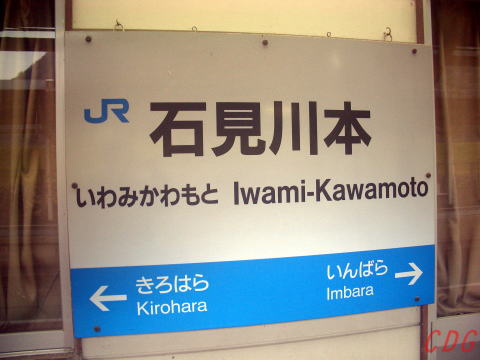 JR 石見川本
いわみかわもと Iwami-Kawamoto
きろはら いんばら
Kirohara Imbara
CDG